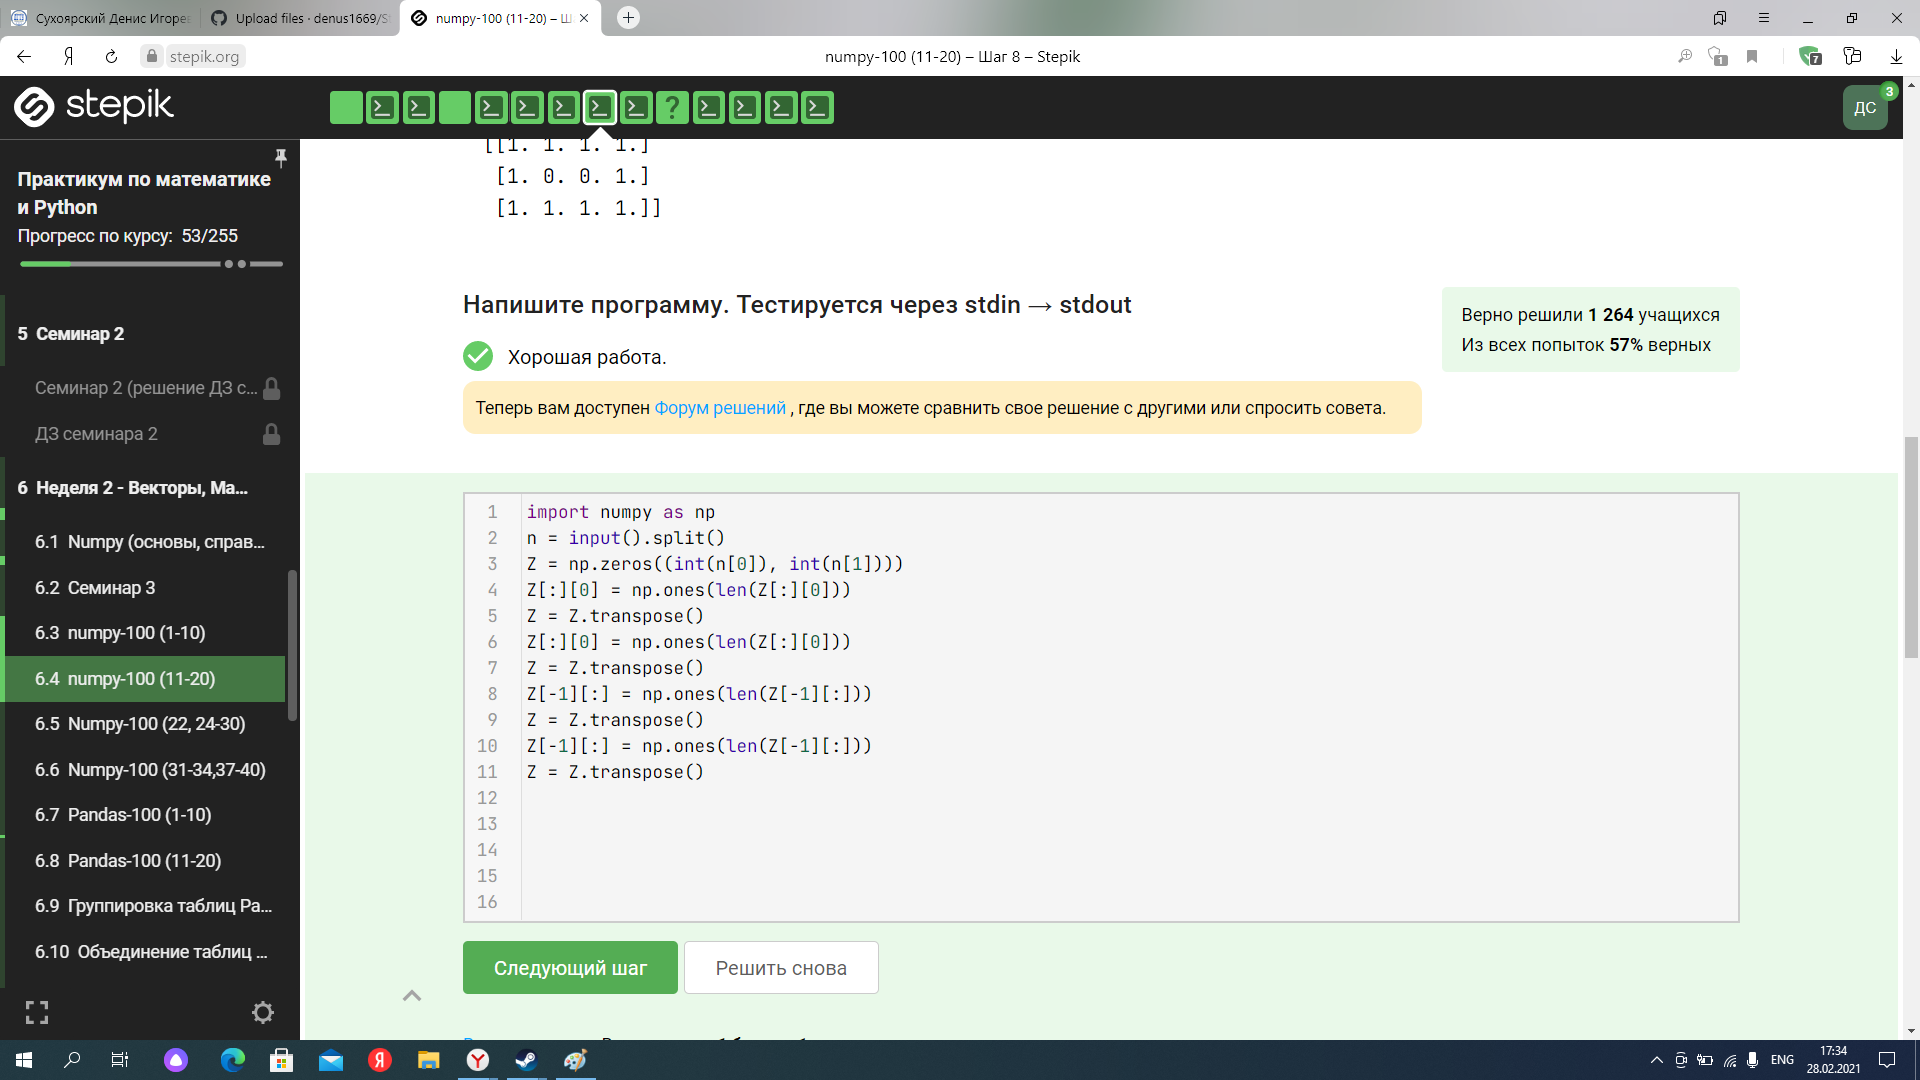 Сухоярский Денис Игорев
Upload files · denus1669/S
numpy-100 (11-20) – Ш
stepik.org
numpy-100 (11-20) – Шаг 8 – Stepik
1
7
stepik
?
ДС
3
Практикум по математике
и Python
Прогресс по курсу: 53/255
5 Семинар 2
Семинар 2 (решение ДЗ с...
ДЗ семинара 2
6 Неделя 2 - Векторы, Ма...
6.1 Numpy (основы, справ...
6.2 Семинар 3
6.3 numpy-100 (1-10)
6.4 numpy-100 (11-20)
6.5 Numpy-100 (22, 24-30)
6.6 Numpy-100 (31-34,37-40)
6.7 Pandas-100 (1-10)
6.8 Pandas-100 (11-20)
6.9 Группировка таблиц Pa...
6.10 Объединение таблиц ...
[[1. 1. 1. 1.]
[1. 0. 0. 1.]
[1. 1. 1. 1.]]
Напишите программу. Тестируется через stdin → stdout
Хорошая работа.
Верно решили 1 264 учащихся
Из всех попыток 57% верных
Теперь вам доступен Форум решений , где вы можете сравнить свое решение с другими или спросить совета.
1 import numpy as np
2 n = input().split()
3 Z = np.zeros((int(n[0]), int(n[1])))
4 Z[:][0] = np.ones(len(Z[:][0]))
5 Z = Z.transpose()
6 Z[:][0] = np.ones(len(Z[:][0]))
7 Z = Z.transpose()
8 Z[-1][:] = np.ones(len(Z[-1][:]))
9 Z = Z.transpose()
10 Z[-1][:] = np.ones(len(Z[-1][:]))
11 Z = Z.transpose()
12
13
14
15
16
Следующий шаг
Решить снова
ENG
17:34
28.02.2021